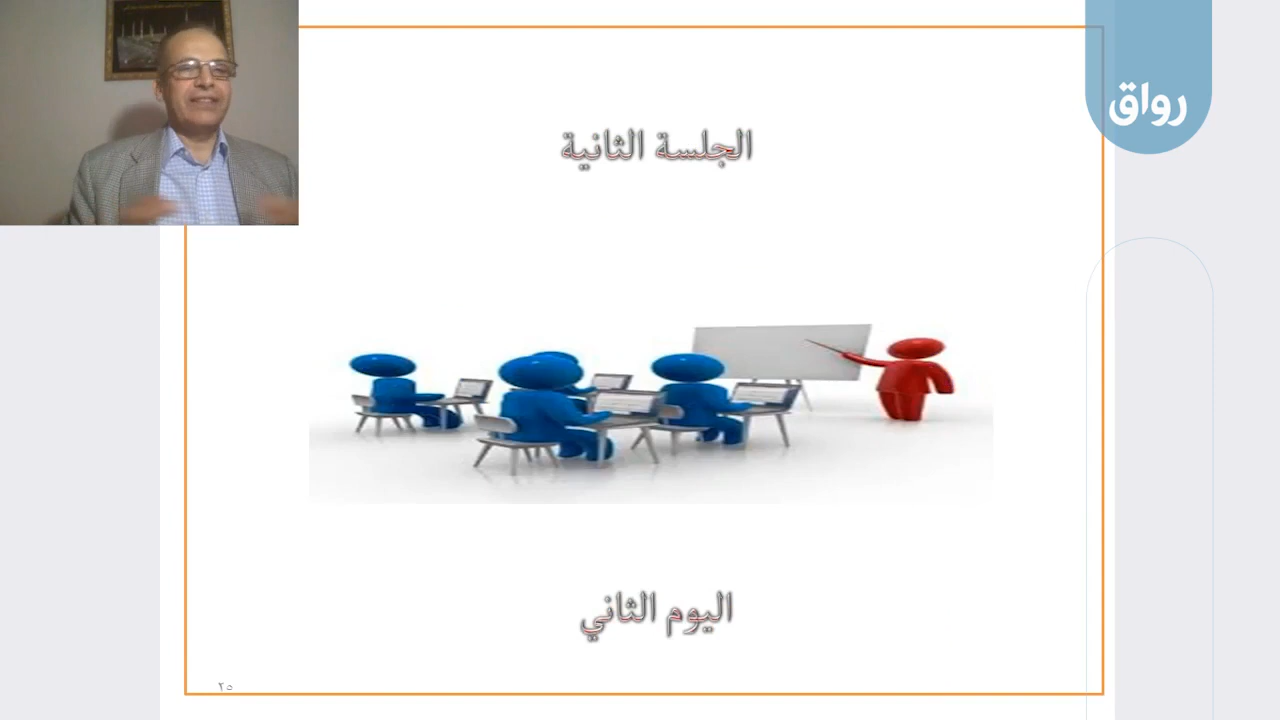 رواق
الجلسة الثانية
اليوم الثاني
٢٥